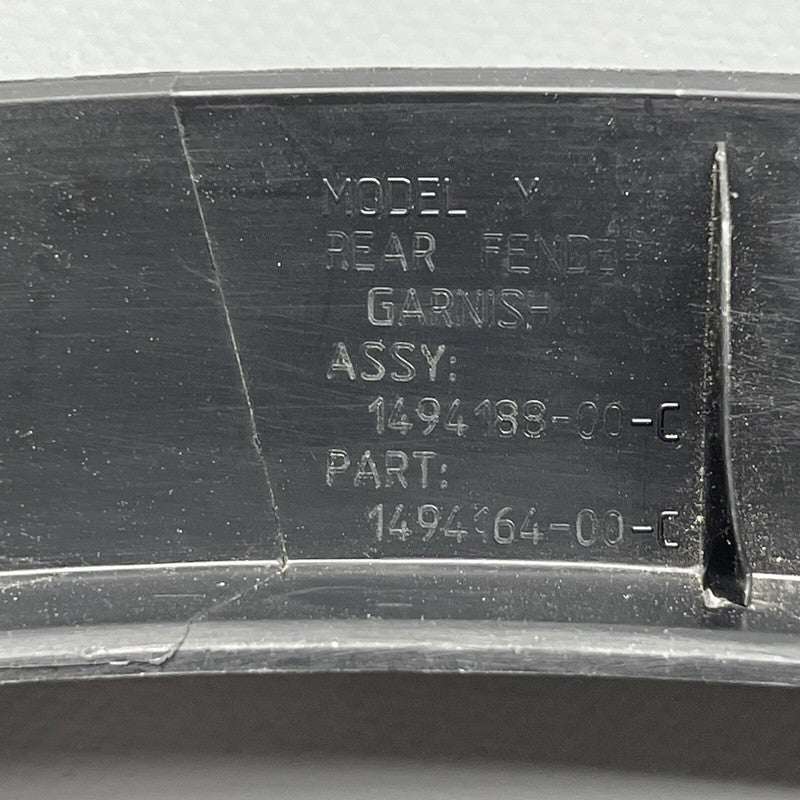 MODEL Y
REAR FENDER
GARNISH
ASSY:
1494188-00-C
PART:
1494164-00-C